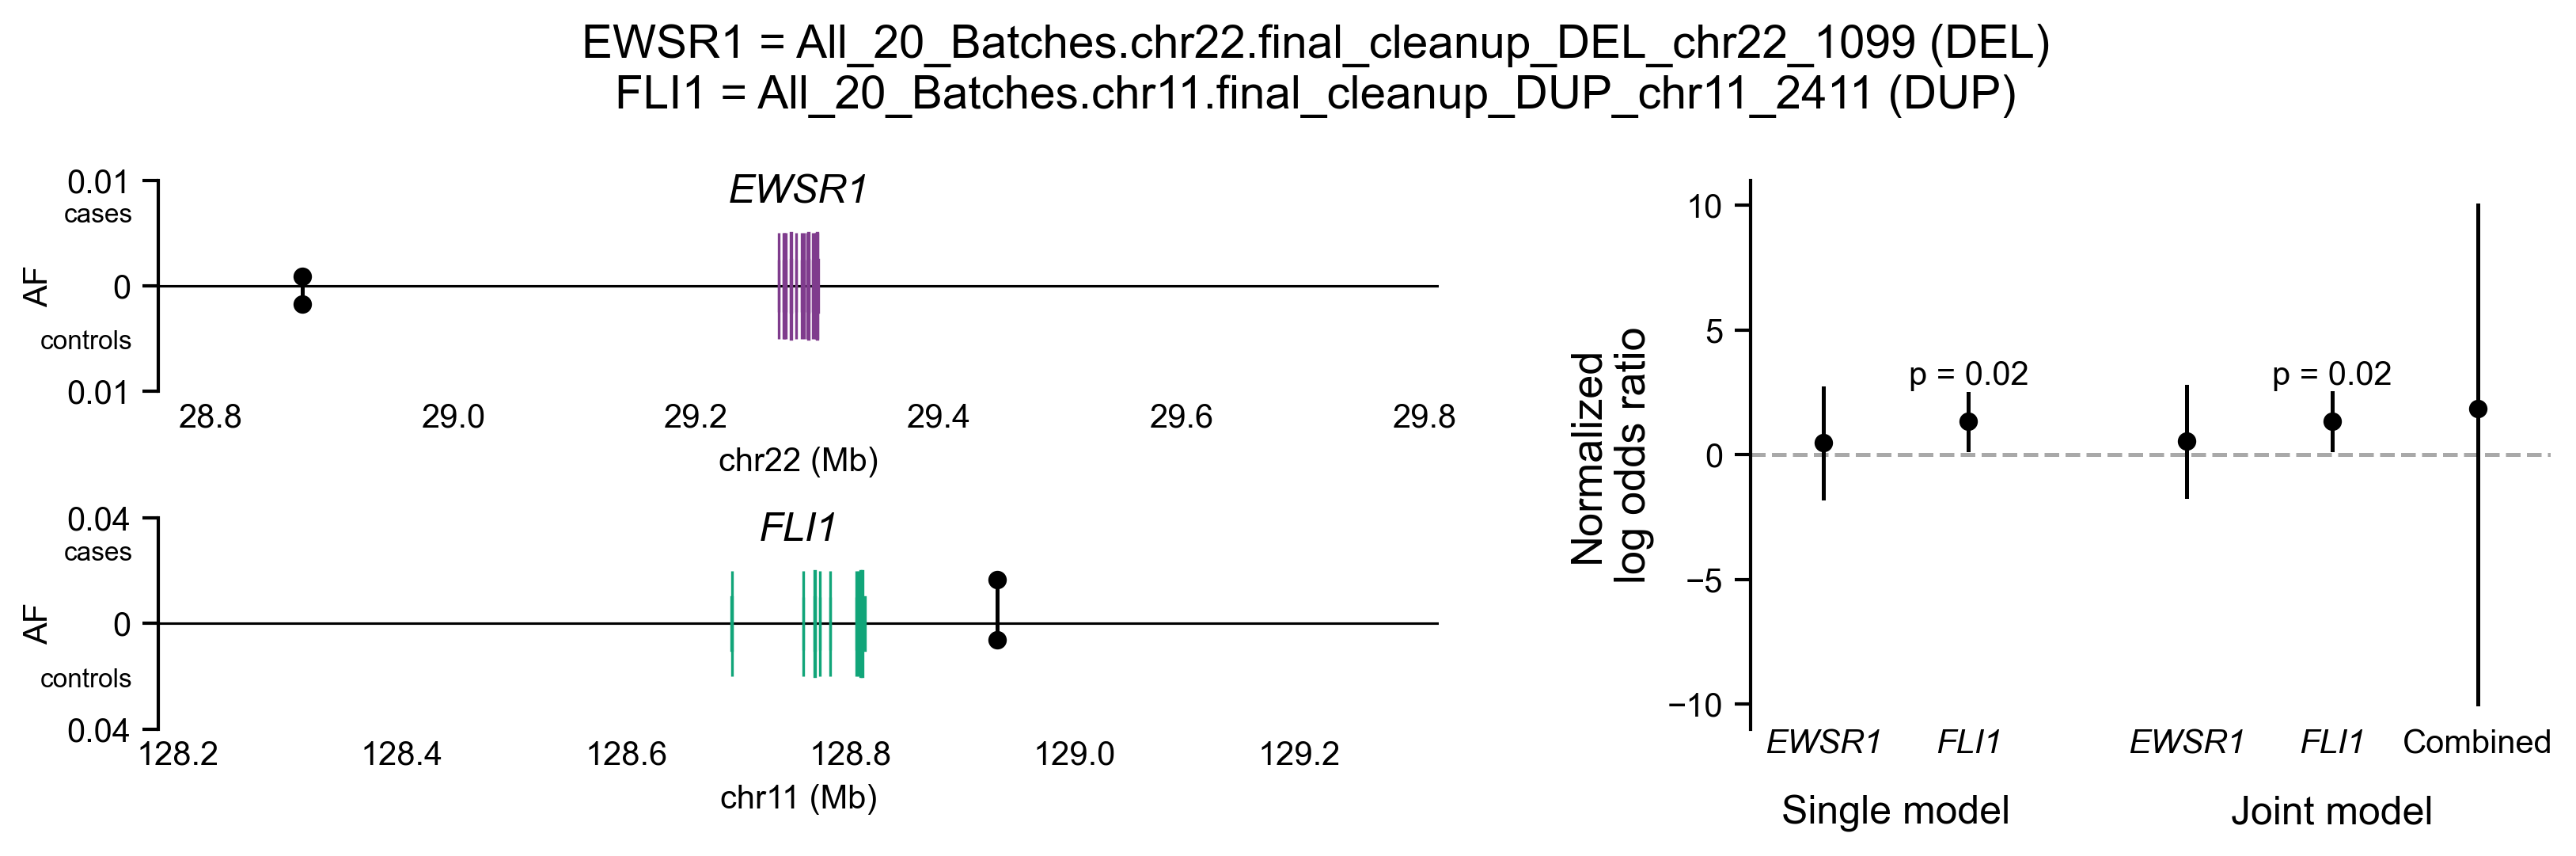 EWSR1 = All_20_Batches.chr22.final_cleanup_DEL_chr22_1099 (DEL)
FLI1 = All_20_Batches.chr11.final_cleanup_DUP_chr11_2411 (DUP)
EWSR1
0.01
cases
AF
0
controls
0.01
28.8 29.0 29.2 29.4 29.6 29.8
chr22 (Mb)
FLI1
0.04
cases
AF
0
controls
0.04
128.2 128.4 128.6 128.8 129.0 129.2
chr11 (Mb)
Normalized
log odds ratio
10
5
0
−5
−10
p = 0.02
p = 0.02
EWSR1 FLI1 EWSR1 FLI1 Combined
Single model Joint model